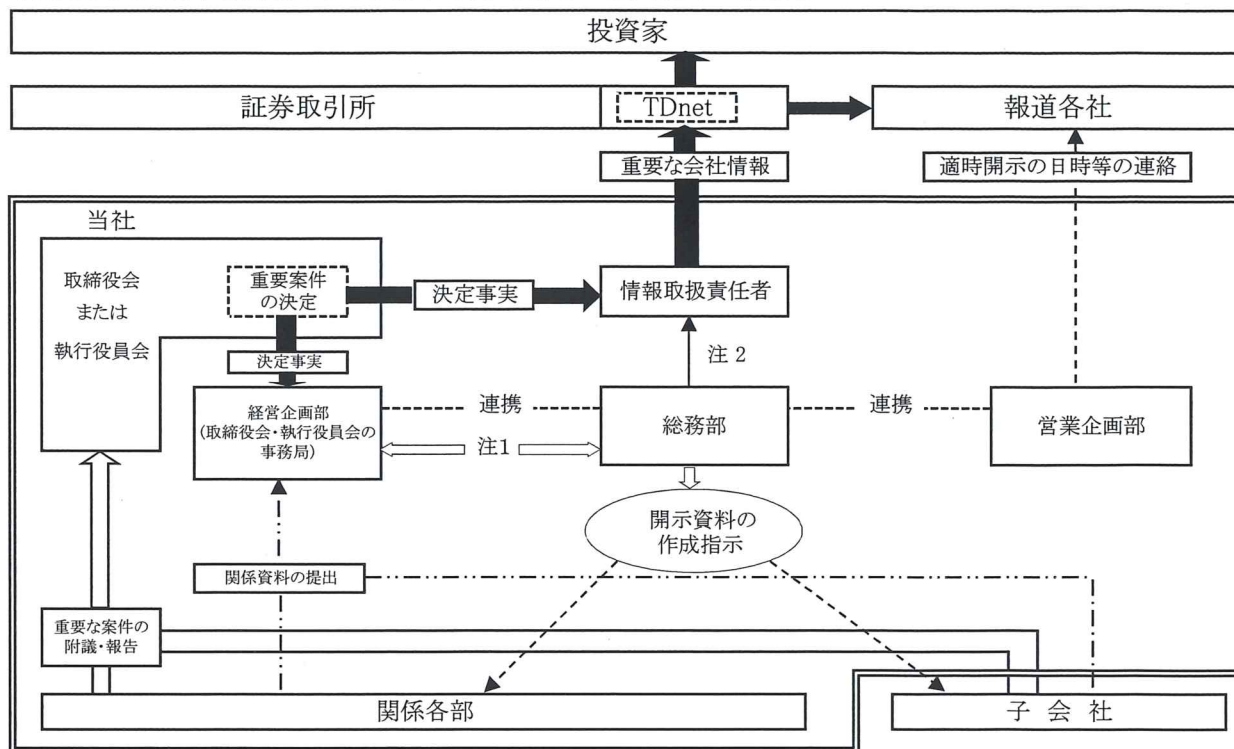 投資家
証券取引所
TDnet
報道各社
重要な会社情報
適時開示の日時等の連絡
当社
取締役会
または
執行役員会
重要案件
の決定
決定事実
情報取扱責任者
決定事実
注 2
経営企画部
(取締役会・執行役員会の
事務局)
連携
注1
総務部
連携
営業企画部
開示資料の
作成指示
関係資料の提出
重要な案件の
附議・報告
関係各部
子 会 社